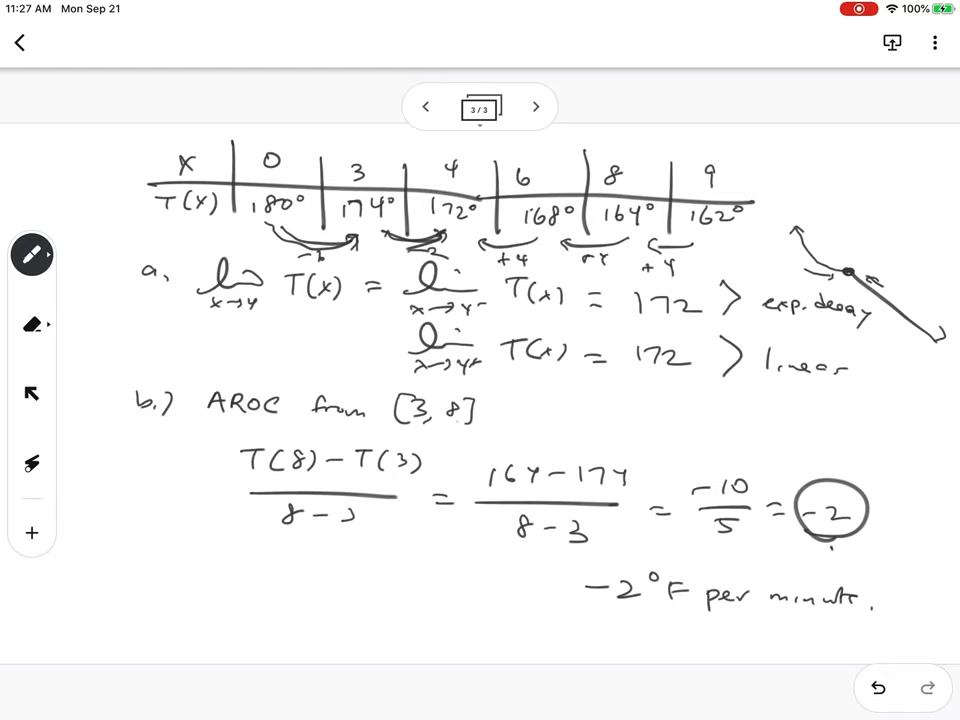 11:27 AM Mon Sep 21 100%
3 / 3
x 0 3 4 6 8 9
T(x) 180° 174° 172° 168° 164° 162°
-2 +4 +4 +4
a. lim x→4 T(x) = lim x→4⁻ T(x) = 172 > exp. decay
lim x→4⁺ T(x) = 172 > linear
b.) AROC from [3, 8]
T(8) - T(3) / 8 - 3 = 164 - 174 / 8 - 3 = -10 / 5 = -2
-2°F per minute.